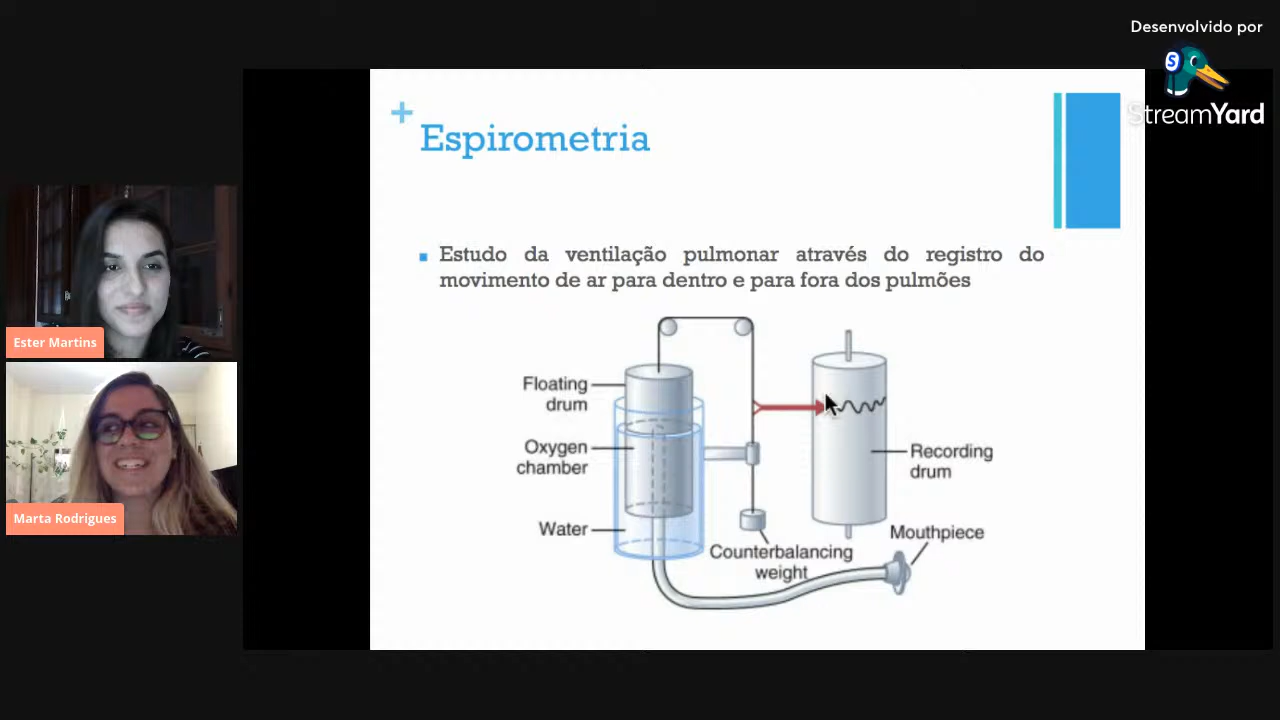 Desenvolvido por
StreamYard
+
Espirometria
Estudo da ventilação pulmonar através do registro do
movimento de ar para dentro e para fora dos pulmões
Floating
drum
Oxygen
chamber
Water
Counterbalancing
weight
Recording
drum
Mouthpiece
Ester Martins
Marta Rodrigues